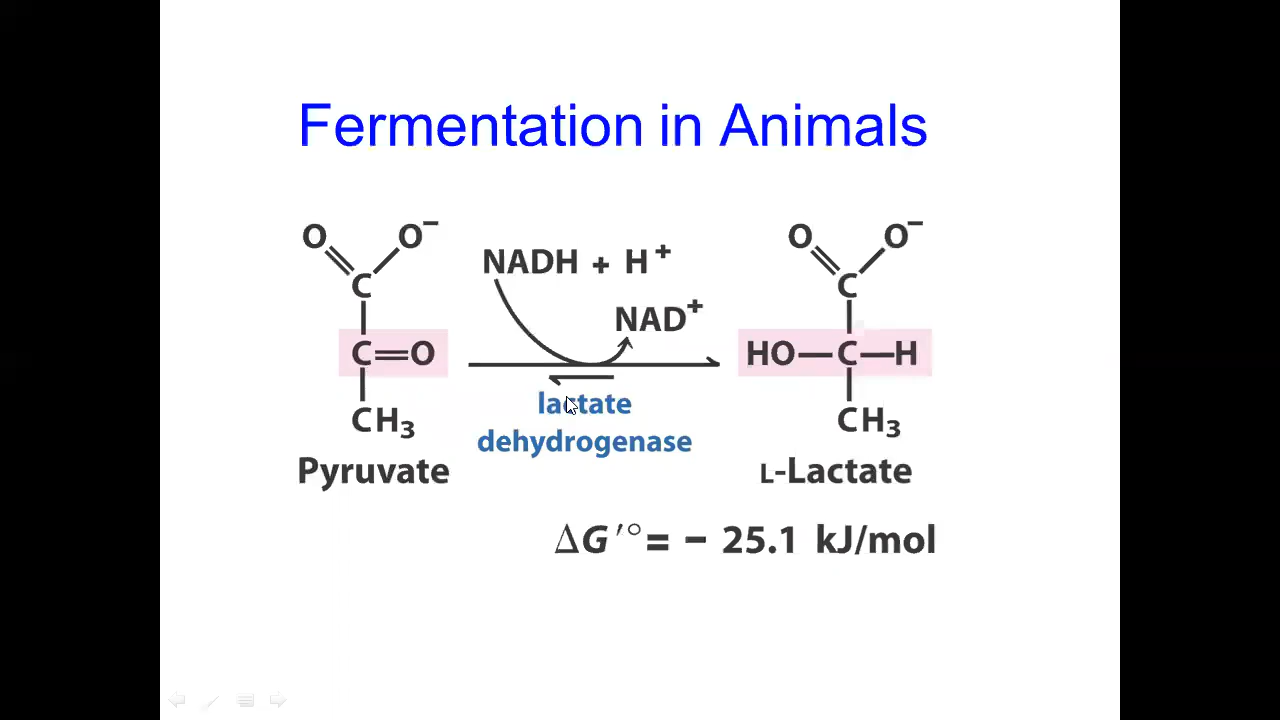 Fermentation in Animals
O O⁻
C
C=O
CH₃
Pyruvate
NADH + H⁺
NAD⁺
lactate
dehydrogenase
O O⁻
C
HO—C—H
CH₃
L-Lactate
ΔG′° = − 25.1 kJ/mol